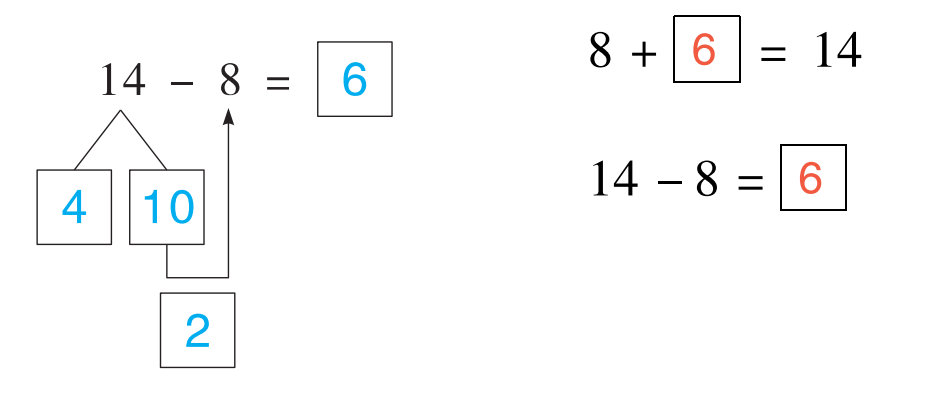 14 − 8 = 6
4 10
2
8 + 6 = 14
14 − 8 = 6